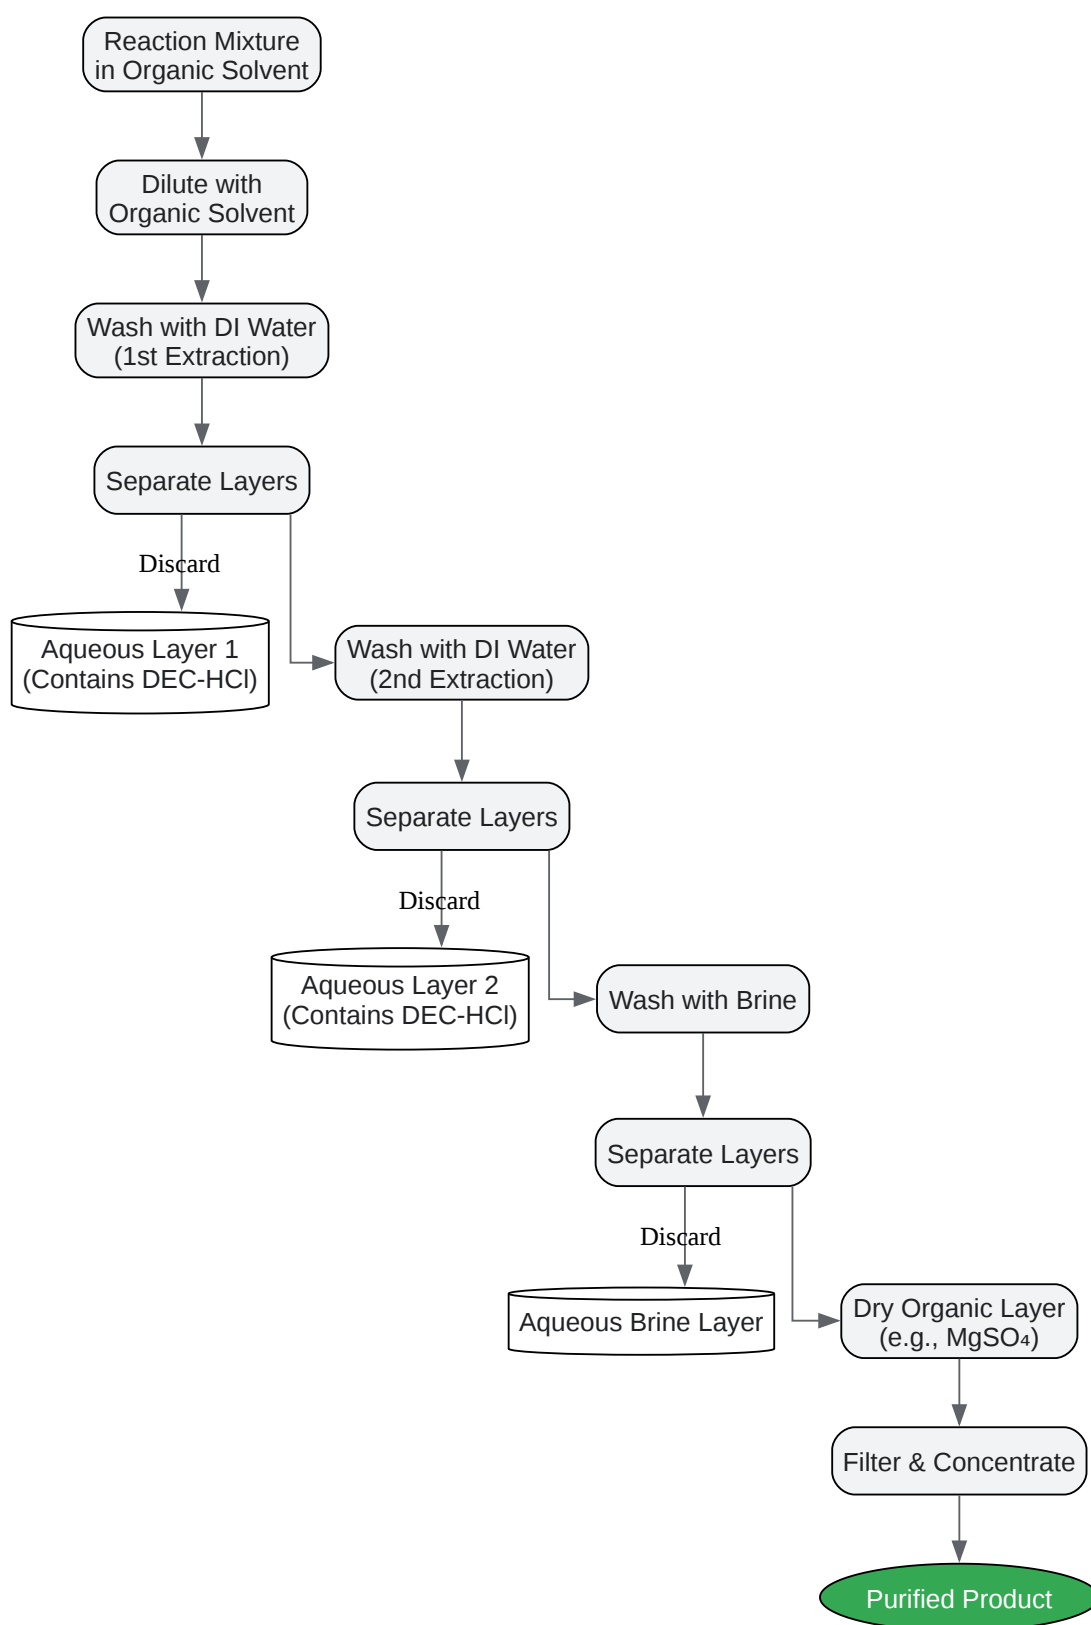 Reaction Mixture
in Organic Solvent
Dilute with
Organic Solvent
Wash with DI Water
(1st Extraction)
Separate Layers
Discard
Aqueous Layer 1
(Contains DEC-HCl)
Wash with DI Water
(2nd Extraction)
Separate Layers
Discard
Aqueous Layer 2
(Contains DEC-HCl)
Wash with Brine
Separate Layers
Discard
Aqueous Brine Layer
Dry Organic Layer
(e.g., MgSO₄)
Filter & Concentrate
Purified Product